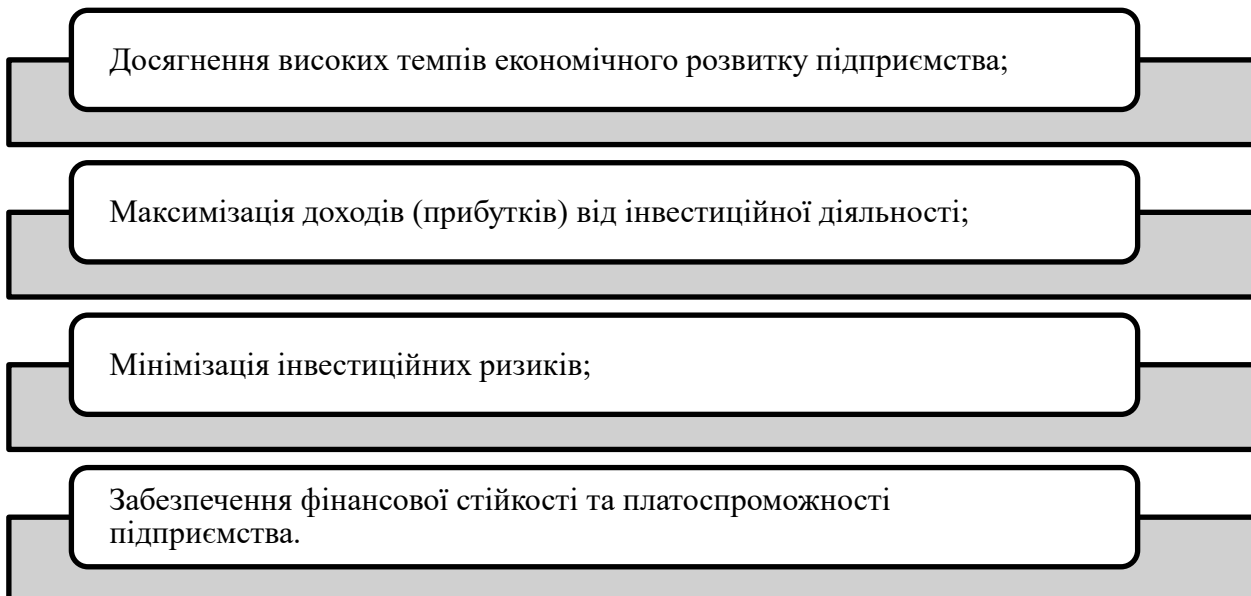 Досягнення високих темпів економічного розвитку підприємства;
Максимізація доходів (прибутків) від інвестиційної діяльності;
Мінімізація інвестиційних ризиків;
Забезпечення фінансової стійкості та платоспроможності
підприємства.